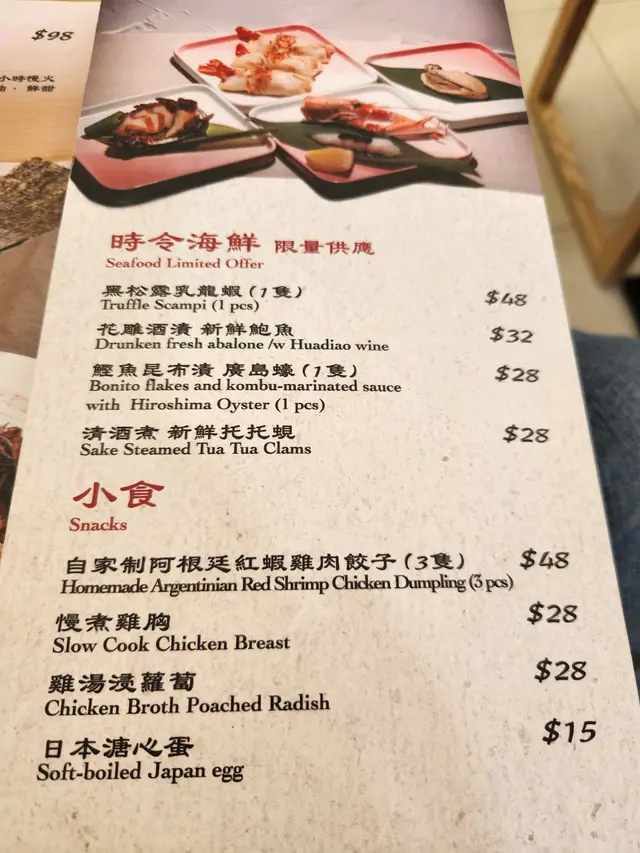 $98
小時慢火
鮮甜
時令海鮮 限量供應
Seafood Limited Offer
黑松露乳龍蝦 (1隻)
Truffle Scampi (1 pcs)
$48
花雕酒漬 新鮮鮑魚
Drunken fresh abalone /w Huadiao wine
$32
鰹魚昆布漬 廣島蠔 (1隻)
Bonito flakes and kombu-marinated sauce
with Hiroshima Oyster (1 pcs)
$28
清酒煮 新鮮托托蜆
Sake Steamed Tua Tua Clams
$28
小食
Snacks
自家制阿根廷紅蝦雞肉餃子 (3隻)
Homemade Argentinian Red Shrimp Chicken Dumpling (3 pcs)
$48
慢煮雞胸
Slow Cook Chicken Breast
$28
雞湯浸蘿蔔
Chicken Broth Poached Radish
$28
日本溏心蛋
Soft-boiled Japan egg
$15